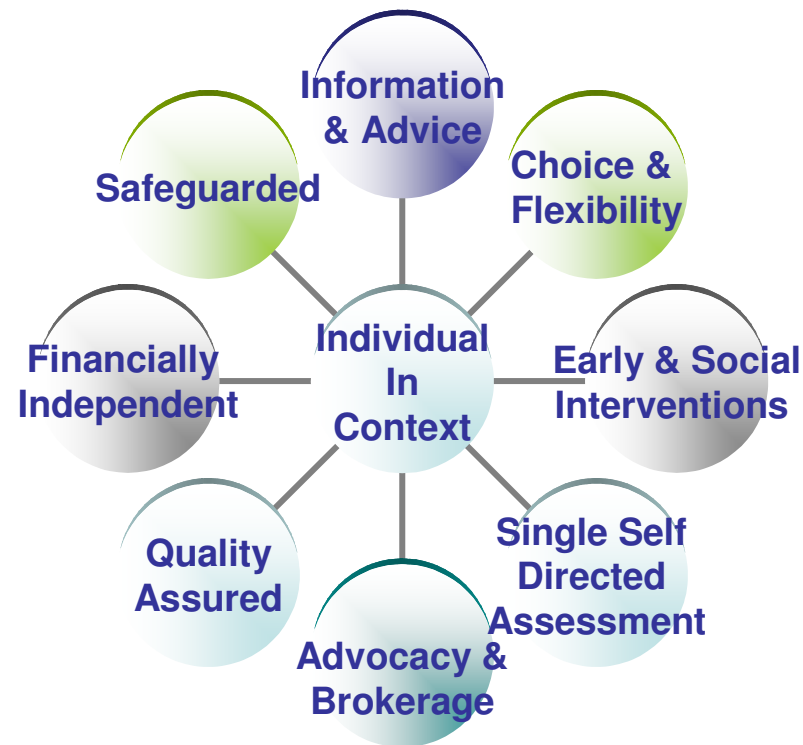 Information
& Advice
Choice &
Flexibility
Early & Social
Interventions
Single Self
Directed
Assessment
Advocacy &
Brokerage
Quality
Assured
Financially
Independent
Safeguarded
Individual
In
Context